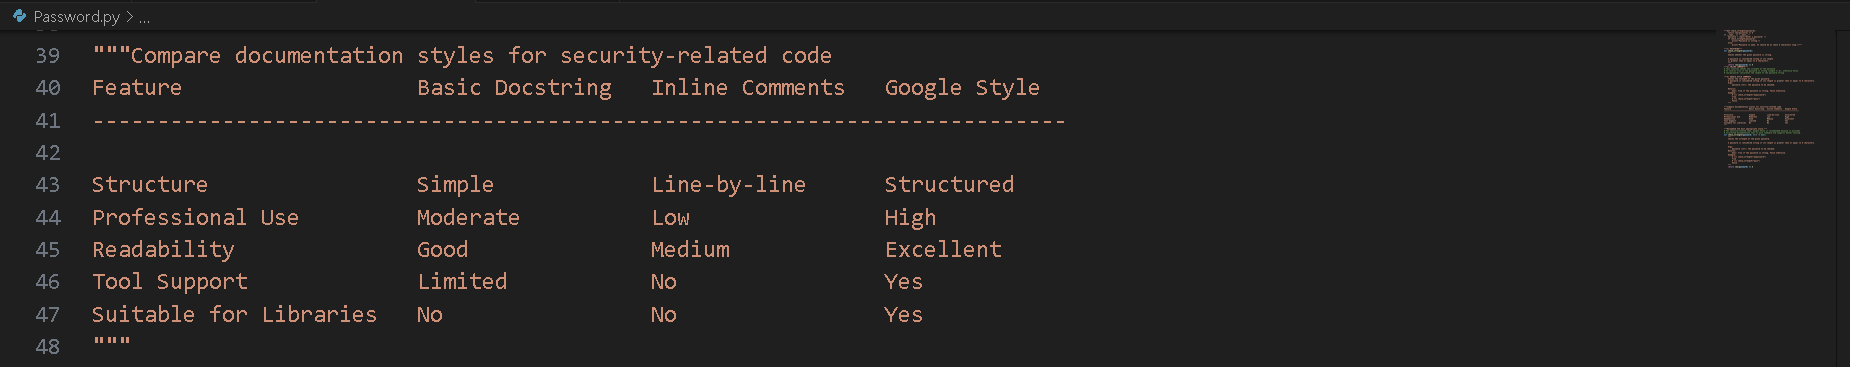 Password.py > ...
39 """Compare documentation styles for security-related code
40 Feature                  Basic Docstring   Inline Comments   Google Style
41 ---------------------------------------------------------------------------
42
43 Structure                Simple            Line-by-line      Structured
44 Professional Use         Moderate          Low               High
45 Readability              Good              Medium            Excellent
46 Tool Support             Limited           No                Yes
47 Suitable for Libraries   No                No                Yes
48 """